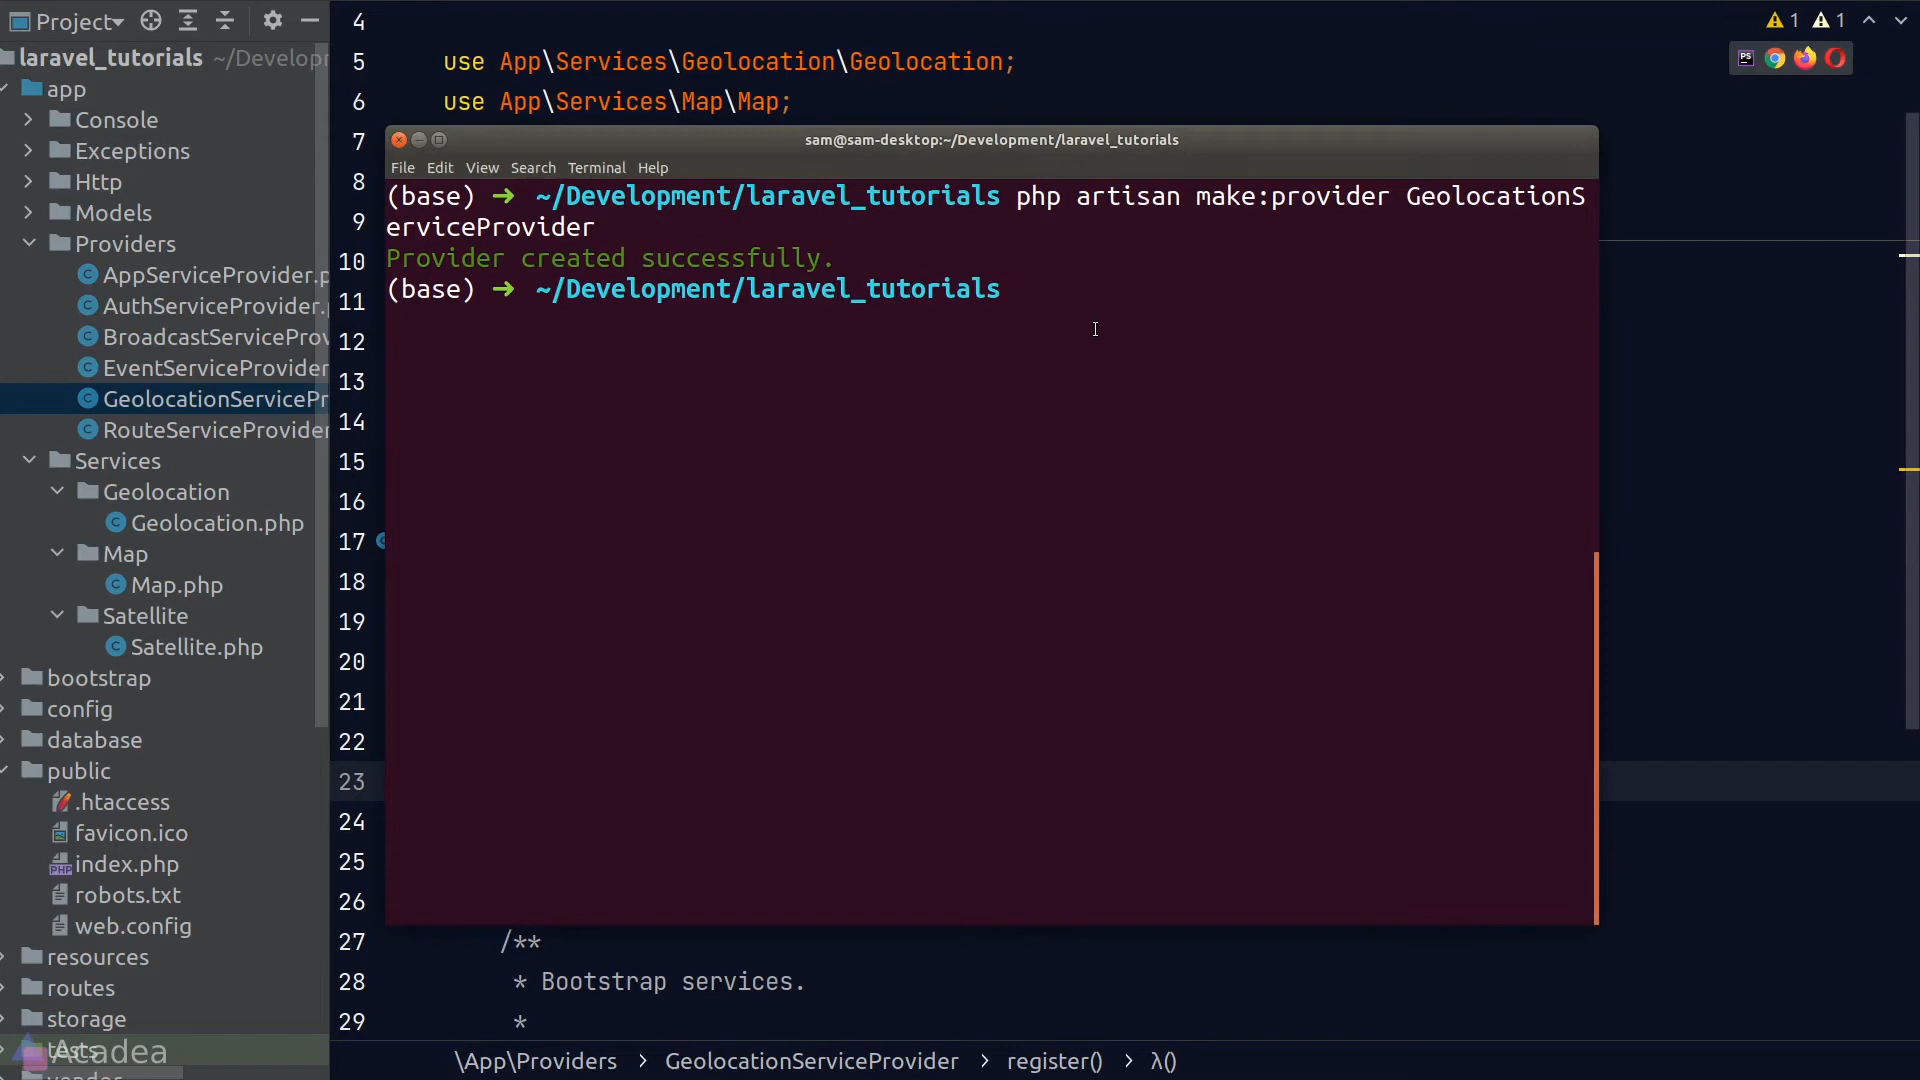 Project
laravel_tutorials ~/Develop
app
Console
Exceptions
Http
Models
Providers
AppServiceProvider.p
AuthServiceProvider.
BroadcastServiceProv
EventServiceProvider
GeolocationServicePr
RouteServiceProvider
Services
Geolocation
Geolocation.php
Map
Map.php
Satellite
Satellite.php
bootstrap
config
database
public
.htaccess
favicon.ico
index.php
robots.txt
web.config
resources
routes
storage
tests
Acadea
4
5 use App\Services\Geolocation\Geolocation;
6 use App\Services\Map\Map;
7
8
9
10
11
12
13
14
15
16
17
18
19
20
21
22
23
24
25
26
27 /**
28 * Bootstrap services.
29 *
1 1
PS
sam@sam-desktop:~/Development/laravel_tutorials
File Edit View Search Terminal Help
(base) ➜ ~/Development/laravel_tutorials php artisan make:provider GeolocationS
erviceProvider
Provider created successfully.
(base) ➜ ~/Development/laravel_tutorials
\App\Providers > GeolocationServiceProvider > register() > λ()